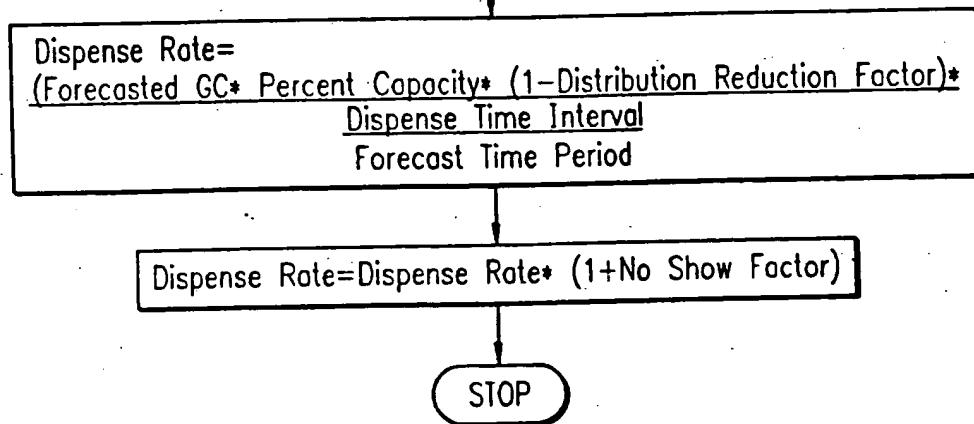 Dispense Rate=
(Forecasted GC* Percent Capacity* (1-Distribution Reduction Factor)*
Dispense Time Interval
Forecast Time Period
Dispense Rate=Dispense Rate* (1+No Show Factor)
STOP